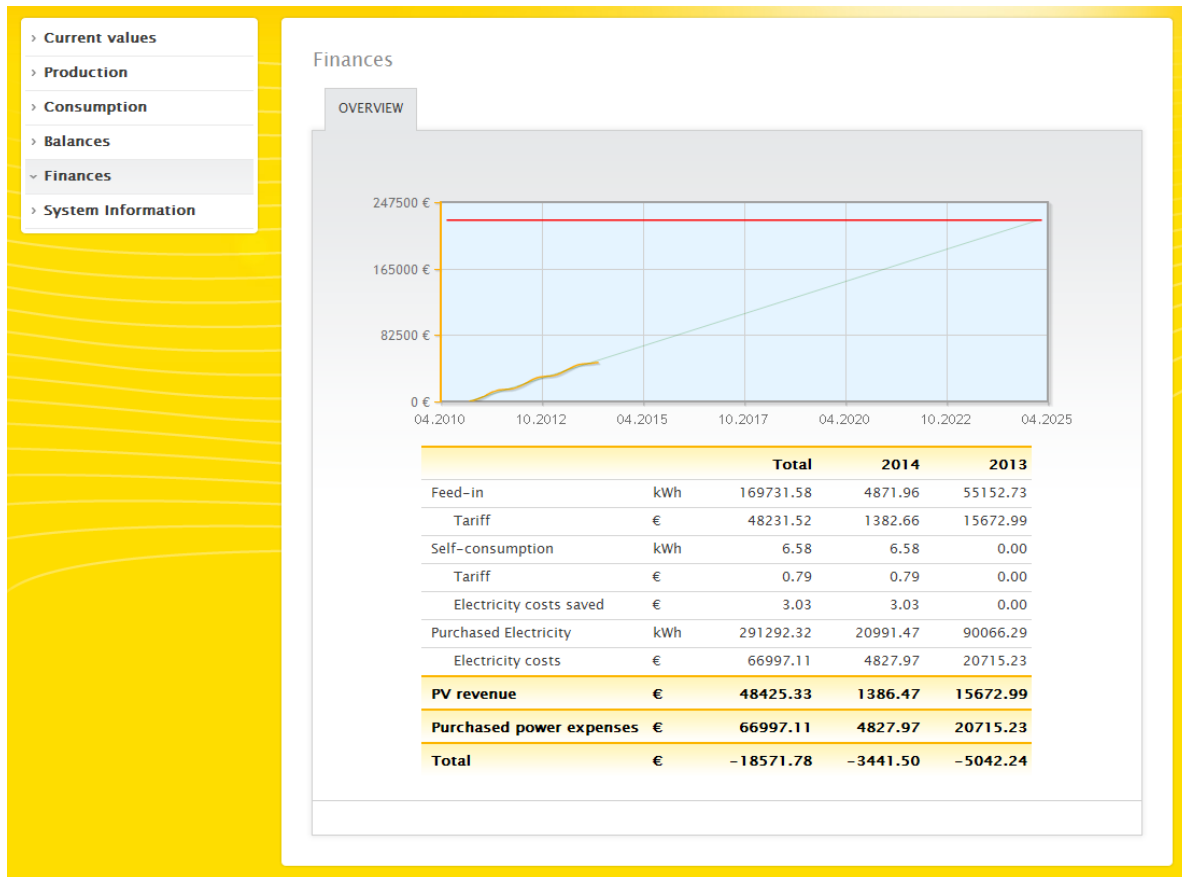 › Current values
› Production
› Consumption
› Balances
⌄ Finances
› System Information
Finances
OVERVIEW
247500 €
165000 €
82500 €
0 €
04.2010 10.2012 04.2015 10.2017 04.2020 10.2022 04.2025
Total 2014 2013
Feed-in kWh 169731.58 4871.96 55152.73
Tariff € 48231.52 1382.66 15672.99
Self-consumption kWh 6.58 6.58 0.00
Tariff € 0.79 0.79 0.00
Electricity costs saved € 3.03 3.03 0.00
Purchased Electricity kWh 291292.32 20991.47 90066.29
Electricity costs € 66997.11 4827.97 20715.23
PV revenue € 48425.33 1386.47 15672.99
Purchased power expenses € 66997.11 4827.97 20715.23
Total € -18571.78 -3441.50 -5042.24